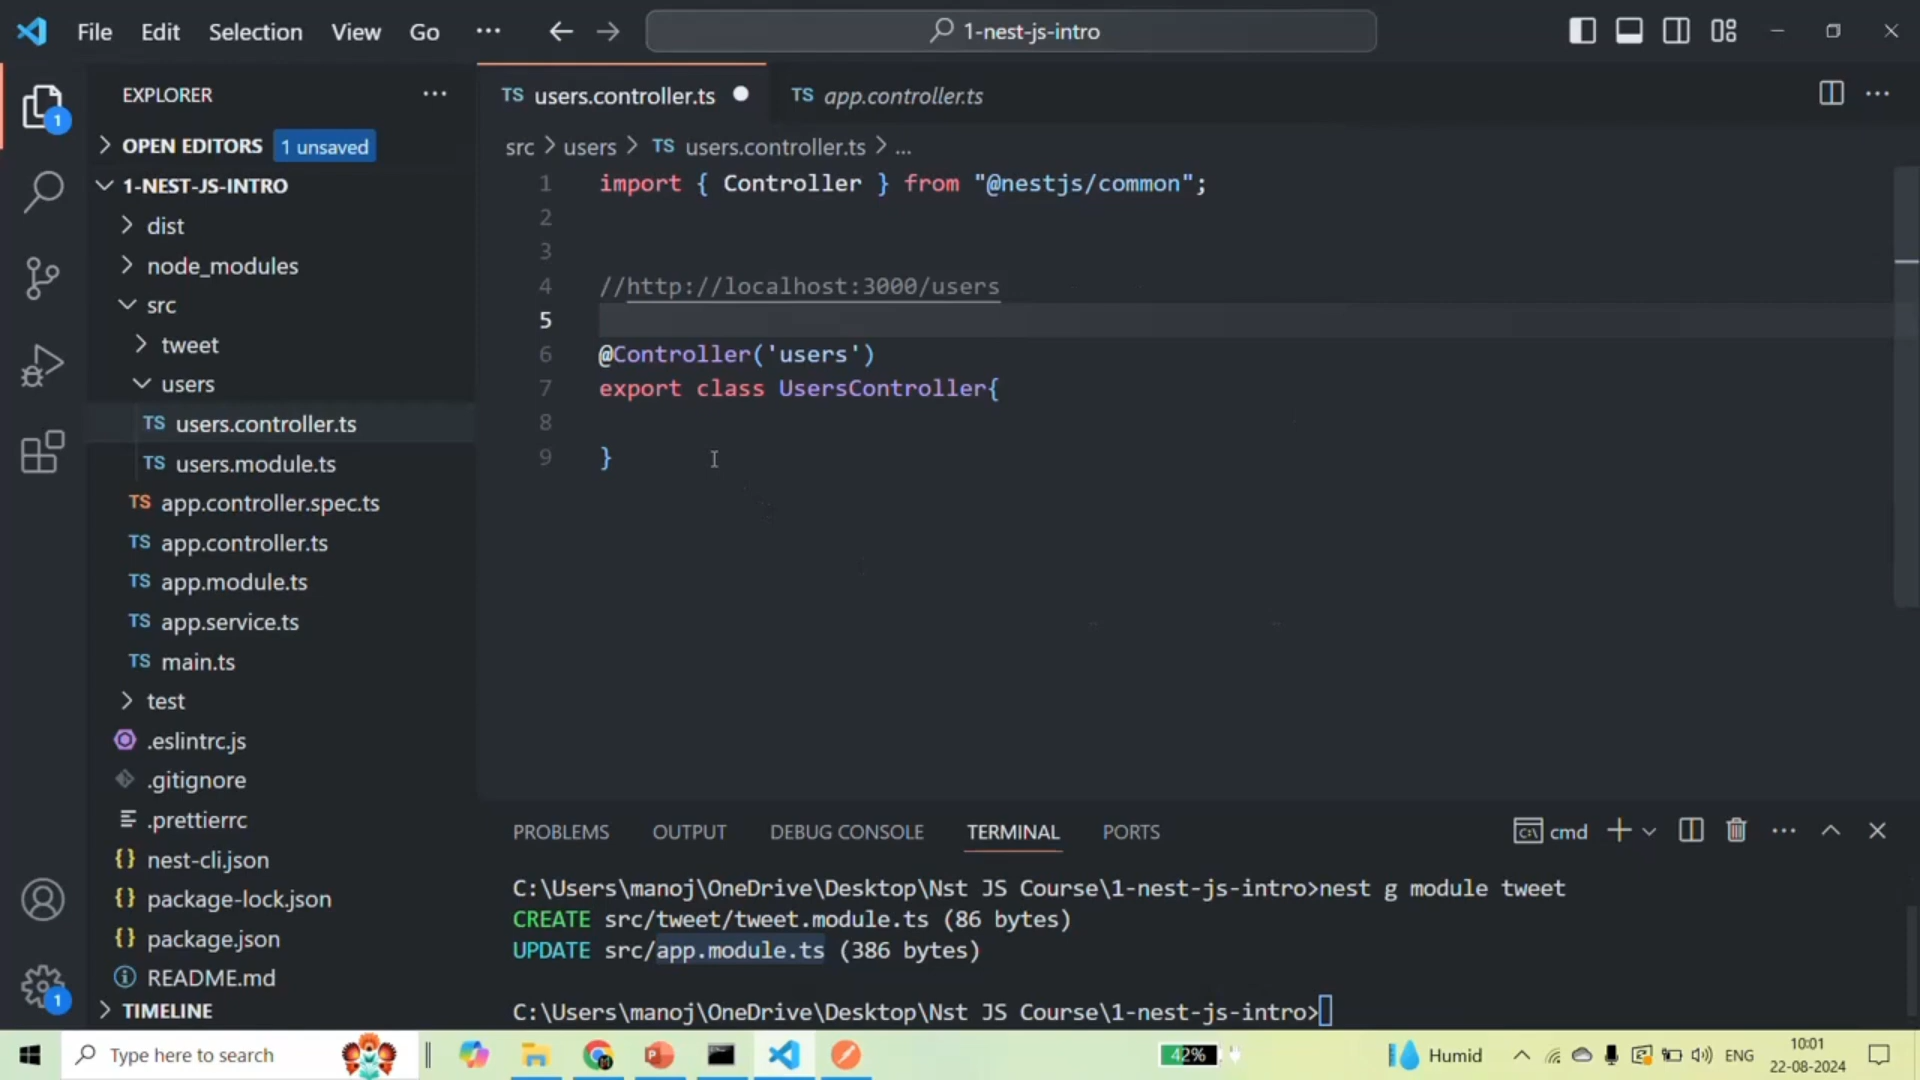 File Edit Selection View Go ··· 1-nest-js-intro
EXPLORER ···
OPEN EDITORS 1 unsaved
1-NEST-JS-INTRO
dist
node_modules
src
tweet
users
TS users.controller.ts
TS users.module.ts
TS app.controller.spec.ts
TS app.controller.ts
TS app.module.ts
TS app.service.ts
TS main.ts
test
.eslintrc.js
.gitignore
.prettierrc
{} nest-cli.json
{} package-lock.json
{} package.json
README.md
TIMELINE
1
1
TS users.controller.ts TS app.controller.ts
src > users > TS users.controller.ts > ...
1 import { Controller } from "@nestjs/common";
2
3
4 //http://localhost:3000/users
5
6 @Controller('users')
7 export class UsersController{
8
9 }
PROBLEMS OUTPUT DEBUG CONSOLE TERMINAL PORTS cmd
C:\Users\manoj\OneDrive\Desktop\Nst JS Course\1-nest-js-intro>nest g module tweet
CREATE src/tweet/tweet.module.ts (86 bytes)
UPDATE src/app.module.ts (386 bytes)
C:\Users\manoj\OneDrive\Desktop\Nst JS Course\1-nest-js-intro>
Type here to search 42% Humid ENG 10:01
22-08-2024